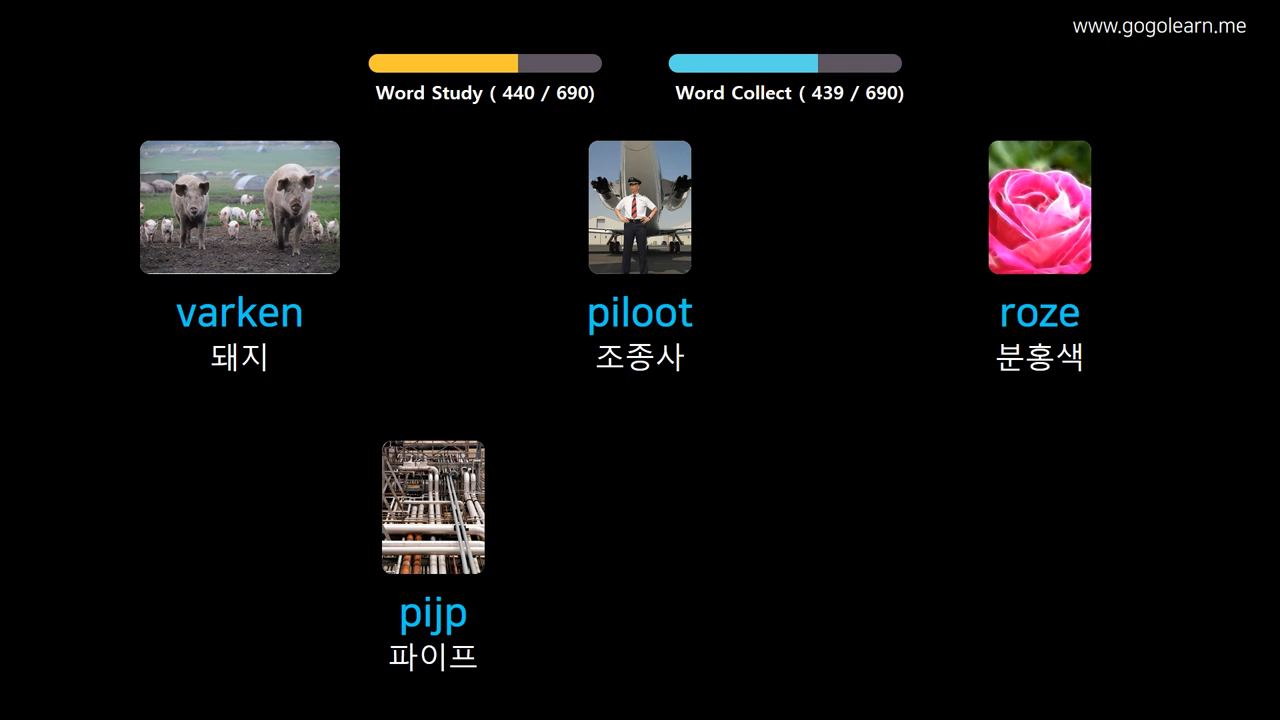 www.gogolearn.me
Word Study ( 440 / 690)
Word Collect ( 439 / 690)
varken
돼지
piloot
조종사
roze
분홍색
pijp
파이프